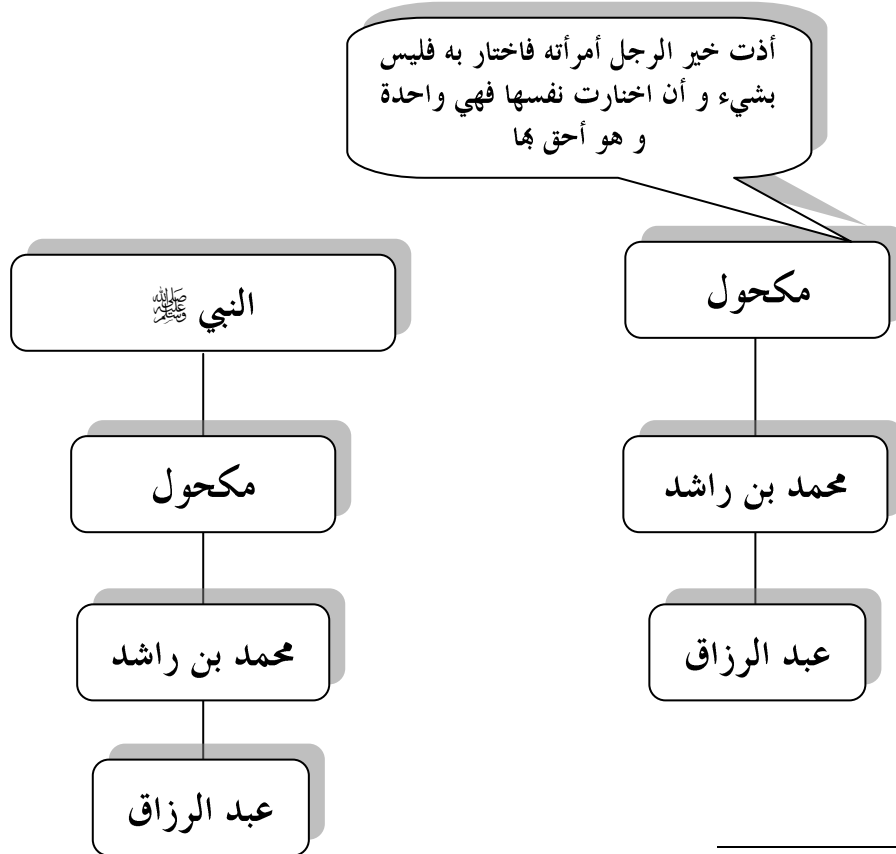 أذت خير الرجل أمرأته فاختار به فليس
بشيء و أن اختارت نفسها فهي واحدة
و هو أحق بها
مكحول
محمد بن راشد
عبد الرزاق
النبي ﷺ
مكحول
محمد بن راشد
عبد الرزاق